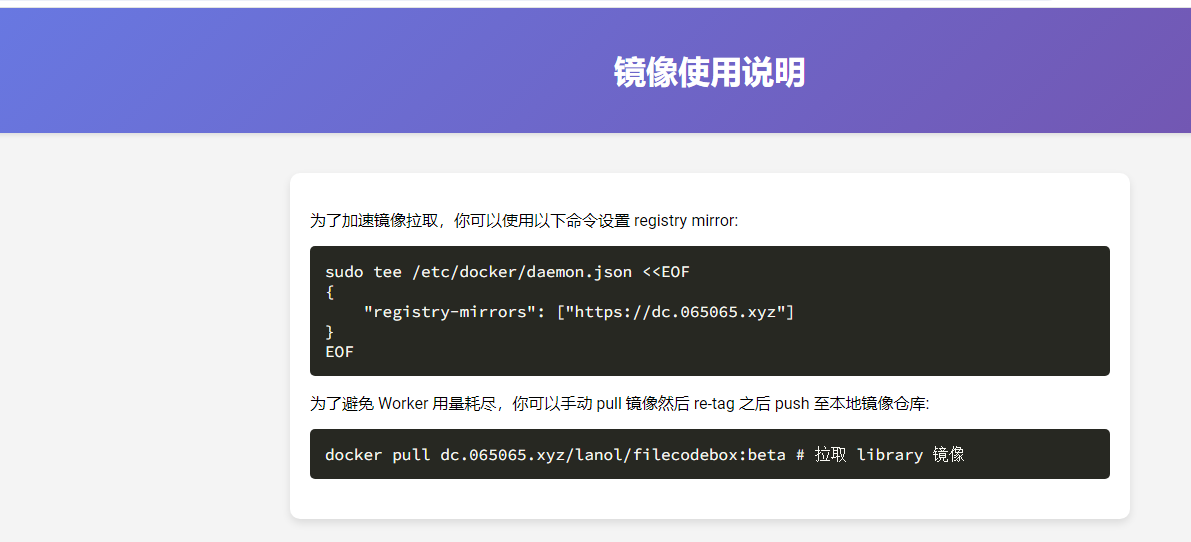 镜像使用说明
为了加速镜像拉取，你可以使用以下命令设置 registry mirror:
sudo tee /etc/docker/daemon.json <<EOF
{
    "registry-mirrors": ["https://dc.065065.xyz"]
}
EOF
为了避免 Worker 用量耗尽，你可以手动 pull 镜像然后 re-tag 之后 push 至本地镜像仓库:
docker pull dc.065065.xyz/lanol/filecodebox:beta # 拉取 library 镜像